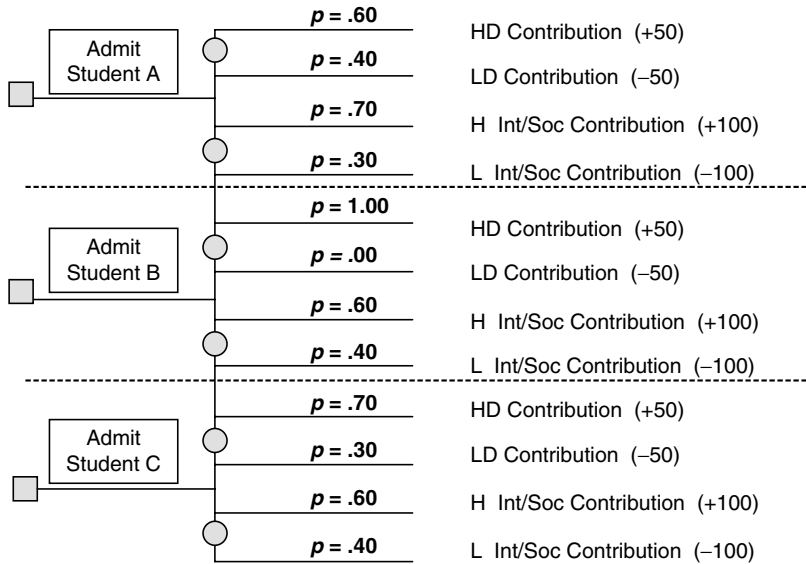 p = .60
HD Contribution (+50)
Admit
Student A
p = .40
LD Contribution (−50)
p = .70
H Int/Soc Contribution (+100)
p = .30
L Int/Soc Contribution (−100)
p = 1.00
HD Contribution (+50)
Admit
Student B
p = .00
LD Contribution (−50)
p = .60
H Int/Soc Contribution (+100)
p = .40
L Int/Soc Contribution (−100)
p = .70
HD Contribution (+50)
Admit
Student C
p = .30
LD Contribution (−50)
p = .60
H Int/Soc Contribution (+100)
p = .40
L Int/Soc Contribution (−100)